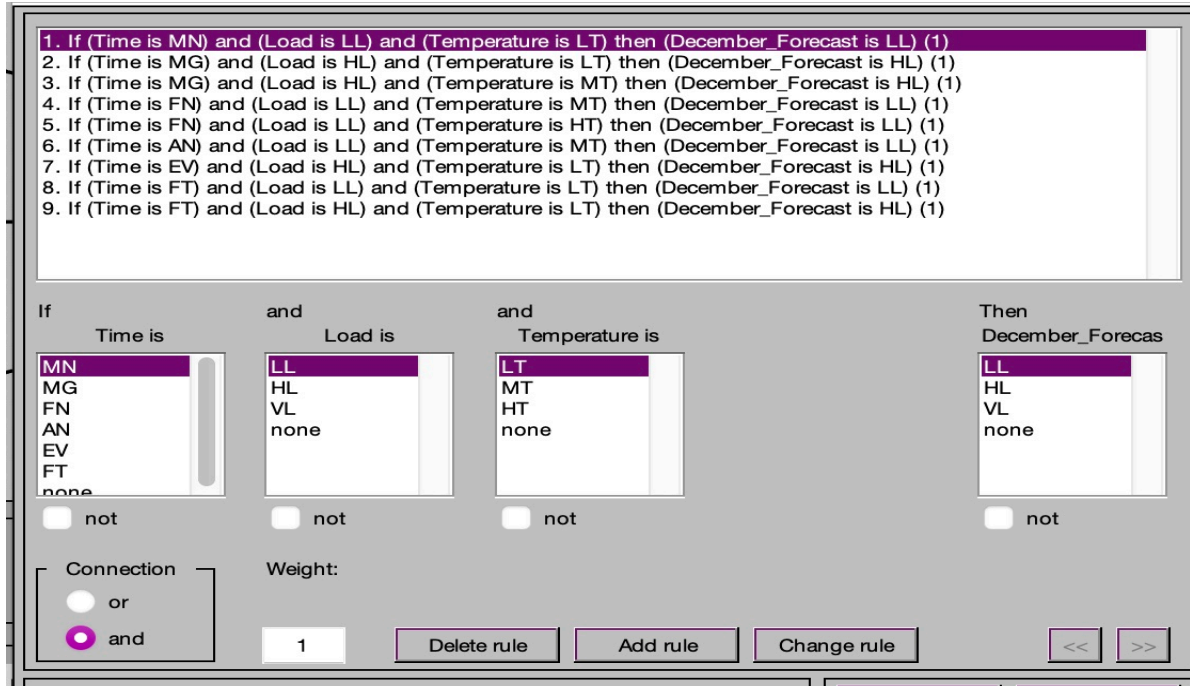 1. If (Time is MN) and (Load is LL) and (Temperature is LT) then (December_Forecast is LL) (1)
2. If (Time is MG) and (Load is HL) and (Temperature is LT) then (December_Forecast is HL) (1)
3. If (Time is MG) and (Load is HL) and (Temperature is MT) then (December_Forecast is HL) (1)
4. If (Time is FN) and (Load is LL) and (Temperature is MT) then (December_Forecast is LL) (1)
5. If (Time is FN) and (Load is LL) and (Temperature is HT) then (December_Forecast is LL) (1)
6. If (Time is AN) and (Load is LL) and (Temperature is MT) then (December_Forecast is LL) (1)
7. If (Time is EV) and (Load is HL) and (Temperature is LT) then (December_Forecast is HL) (1)
8. If (Time is FT) and (Load is LL) and (Temperature is LT) then (December_Forecast is LL) (1)
9. If (Time is FT) and (Load is HL) and (Temperature is LT) then (December_Forecast is HL) (1)
If
Time is
MN
MG
FN
AN
EV
FT
none
not
and
Load is
LL
HL
VL
none
not
and
Temperature is
LT
MT
HT
none
not
Then
December_Forecas
LL
HL
VL
none
not
Connection
or
and
Weight:
1
Delete rule
Add rule
Change rule
<<
>>